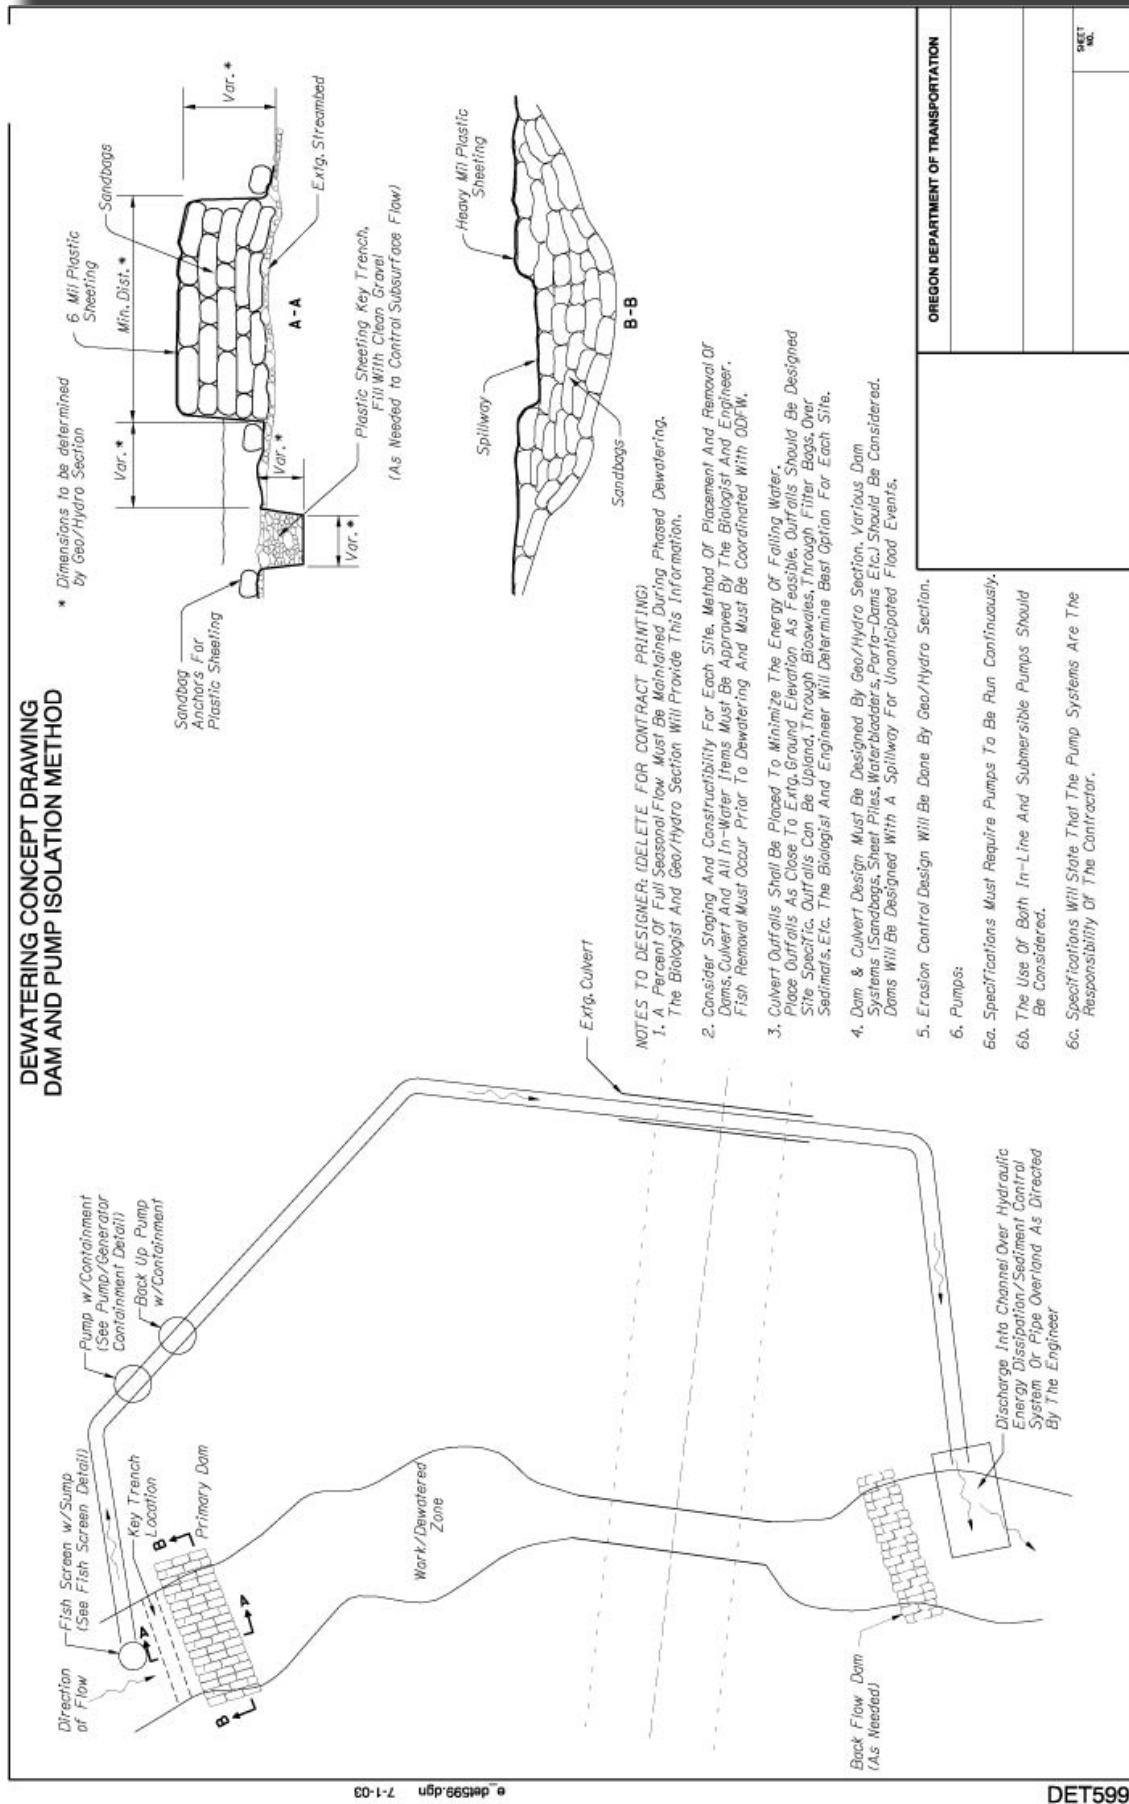 DEWATERING CONCEPT DRAWING
DAM AND PUMP ISOLATION METHOD
* Dimensions to be determined
by Geo/Hydro Section
6 Mil Plastic
Sheeting
Min. Dist. *
Sandbags
Var. *
Var. *
Var. *
Var. *
A-A
Extg. Streambed
Sandbag
Anchors For
Plastic Sheeting
Plastic Sheeting Key Trench,
Fill With Clean Gravel
(As Needed to Control Subsurface Flow)
Heavy Mil Plastic
Sheeting
Spillway
Sandbags
B-B
Pump w/Containment
(See Pump/Generator
Containment Detail)
Back Up Pump
w/Containment
Fish Screen w/Sump
(See Fish Screen Detail)
Key Trench
Location
Primary Dam
Direction
of Flow
A
A
B
B
Work/Dewatered
Zone
Extg. Culvert
Back Flow Dam
(As Needed)
Discharge Into Channel Over Hydraulic
Energy Dissipation/Sediment Control
System Or Pipe Overland As Directed
By The Engineer
NOTES TO DESIGNER: (DELETE FOR CONTRACT PRINTING)
1. A Percent Of Full Seasonal Flow Must Be Maintained During Phased Dewatering.
The Biologist And Geo/Hydro Section Will Provide This Information.
2. Consider Staging And Constructibility For Each Site. Method Of Placement And Removal Of
Dams, Culvert And All In-Water Items Must Be Approved By The Biologist And Engineer.
Fish Removal Must Occur Prior To Dewatering And Must Be Coordinated With ODFW.
3. Culvert Outfalls Shall Be Placed To Minimize The Energy Of Falling Water.
Place Outfalls As Close To Extg. Ground Elevation As Feasible. Outfalls Should Be Designed
Site Specific. Outfalls Can Be Upland, Through Bioswales, Through Filter Bags, Over
Sedimats, Etc. The Biologist And Engineer Will Determine Best Option For Each Site.
4. Dam & Culvert Design Must Be Designed By Geo/Hydro Section. Various Dam
Systems (Sandbags, Sheet Piles, Waterbladders, Porta-Dams Etc.) Should Be Considered.
Dams Will Be Designed With A Spillway For Unanticipated Flood Events.
5. Erosion Control Design Will Be Done By Geo/Hydro Section.
6. Pumps:
6a. Specifications Must Require Pumps To Be Run Continuously.
6b. The Use Of Both In-Line And Submersible Pumps Should
Be Considered.
6c. Specifications Will State That The Pump Systems Are The
Responsibility Of The Contractor.
OREGON DEPARTMENT OF TRANSPORTATION
SHEET
NO.
e_det599.dgn 7-1-03
DET599